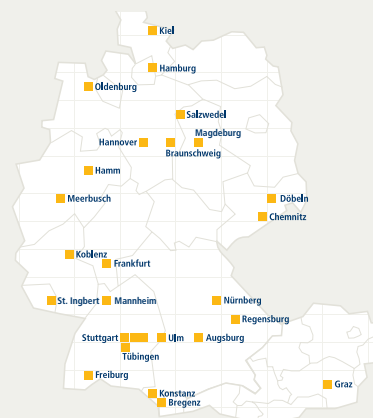 Kiel
Hamburg
Oldenburg
Salzwedel
Magdeburg
Hannover
Braunschweig
Hamm
Meerbusch
Döbeln
Chemnitz
Koblenz
Frankfurt
St. Ingbert
Mannheim
Nürnberg
Regensburg
Stuttgart
Ulm
Augsburg
Tübingen
Freiburg
Graz
Konstanz
Bregenz